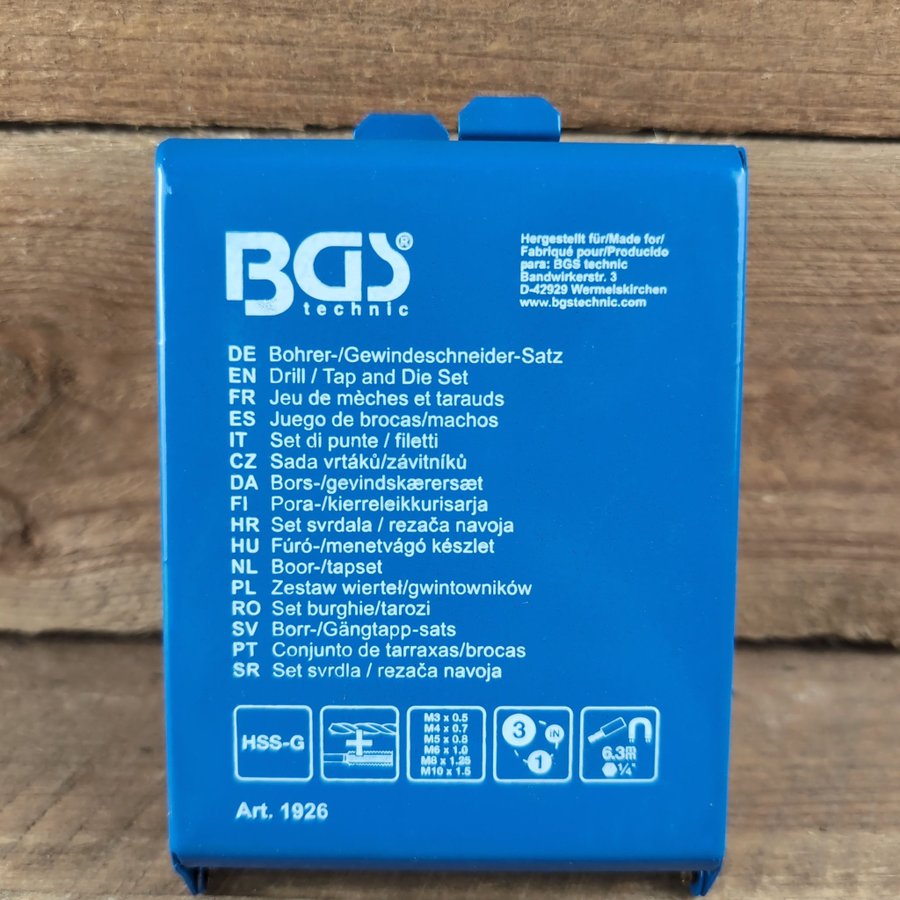 BGS®
technic
Hergestellt für/Made for/
Fabriqué pour/Producido
para: BGS technic
Bandwirkerstr. 3
D-42929 Wermelskirchen
www.bgstechnic.com
DE Bohrer-/Gewindeschneider-Satz
EN Drill / Tap and Die Set
FR Jeu de mèches et tarauds
ES Juego de brocas/machos
IT Set di punte / filetti
CZ Sada vrtáků/závitníků
DA Bors-/gevindskærersæt
FI Pora-/kierreleikkurisarja
HR Set svrdala / rezača navoja
HU Fúró-/menetvágó készlet
NL Boor-/tapset
PL Zestaw wierteł/gwintowników
RO Set burghie/tarozi
SV Borr-/Gängtapp-sats
PT Conjunto de tarraxas/brocas
SR Set svrdla / rezača navoja
HSS-G
M3 x 0.5
M4 x 0.7
M5 x 0.8
M6 x 1.0
M8 x 1.25
M10 x 1.5
3
iN
1
6.3
1/4"
Art. 1926